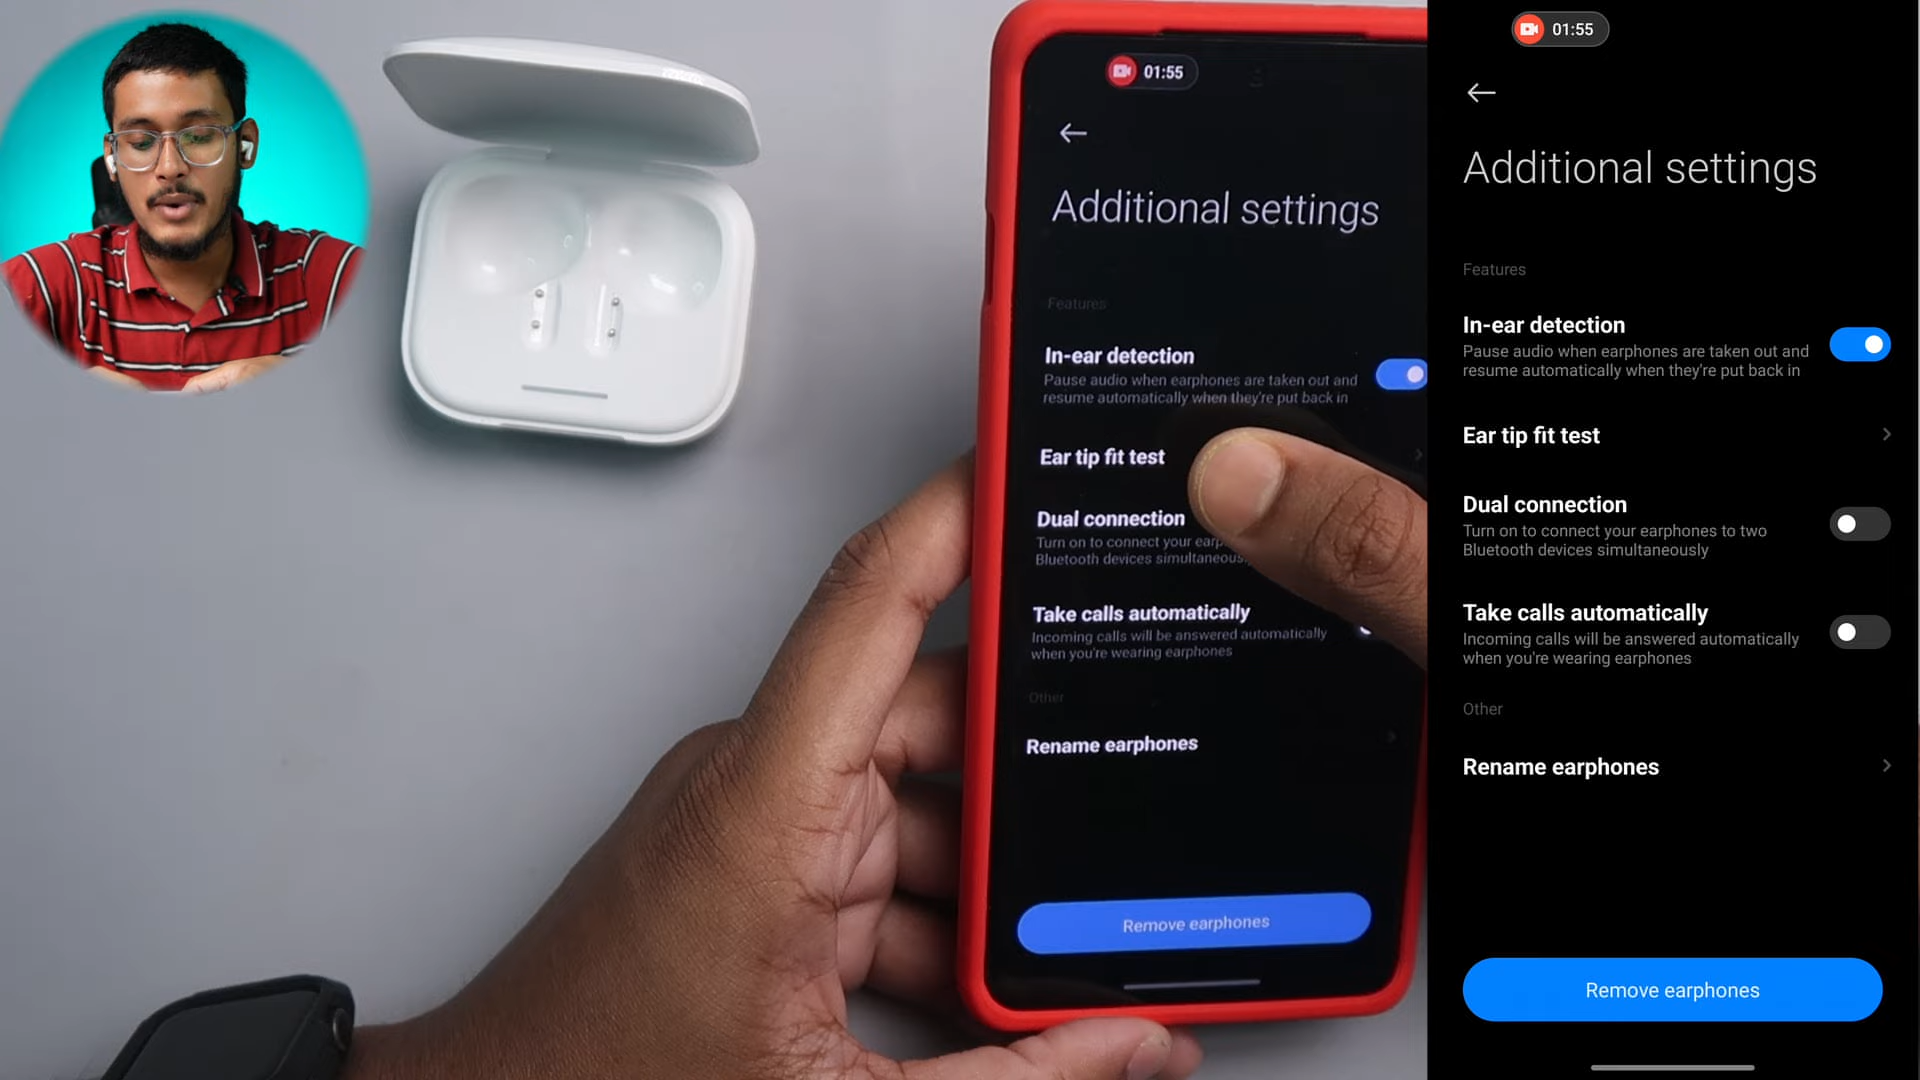 01:55
Additional settings
Features
In-ear detection
Pause audio when earphones are taken out and
resume automatically when they're put back in
Ear tip fit test
Dual connection
Turn on to connect your earp
Bluetooth devices simultaneous
Take calls automatically
Incoming calls will be answered automatically
when you're wearing earphones
Other
Rename earphones
Remove earphones
01:55
Additional settings
Features
In-ear detection
Pause audio when earphones are taken out and
resume automatically when they're put back in
Ear tip fit test
Dual connection
Turn on to connect your earphones to two
Bluetooth devices simultaneously
Take calls automatically
Incoming calls will be answered automatically
when you're wearing earphones
Other
Rename earphones
Remove earphones